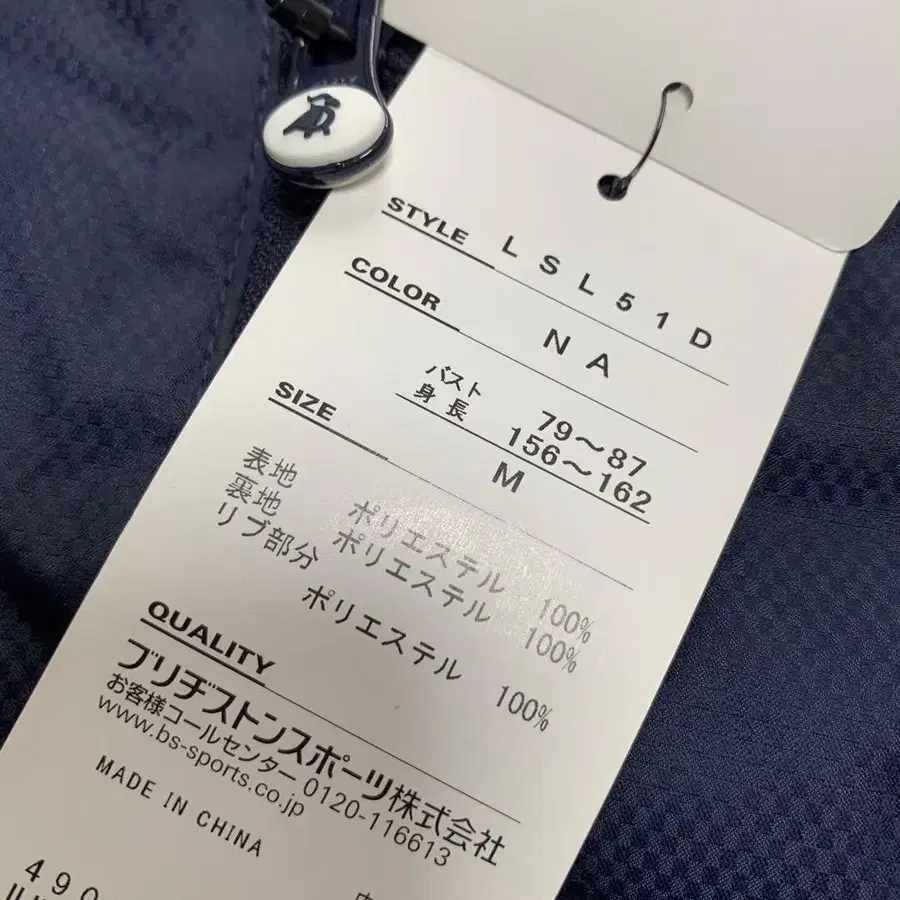 STYLE LSL51D
COLOR NA
バスト 79〜87
身長 156〜162
SIZE M
表地 ポリエステル 100%
裏地 ポリエステル 100%
リブ部分
ポリエステル 100%
QUALITY
ブリヂストンスポーツ株式会社
お客様コールセンター 0120-116613
www.bs-sports.co.jp
MADE IN CHINA
490